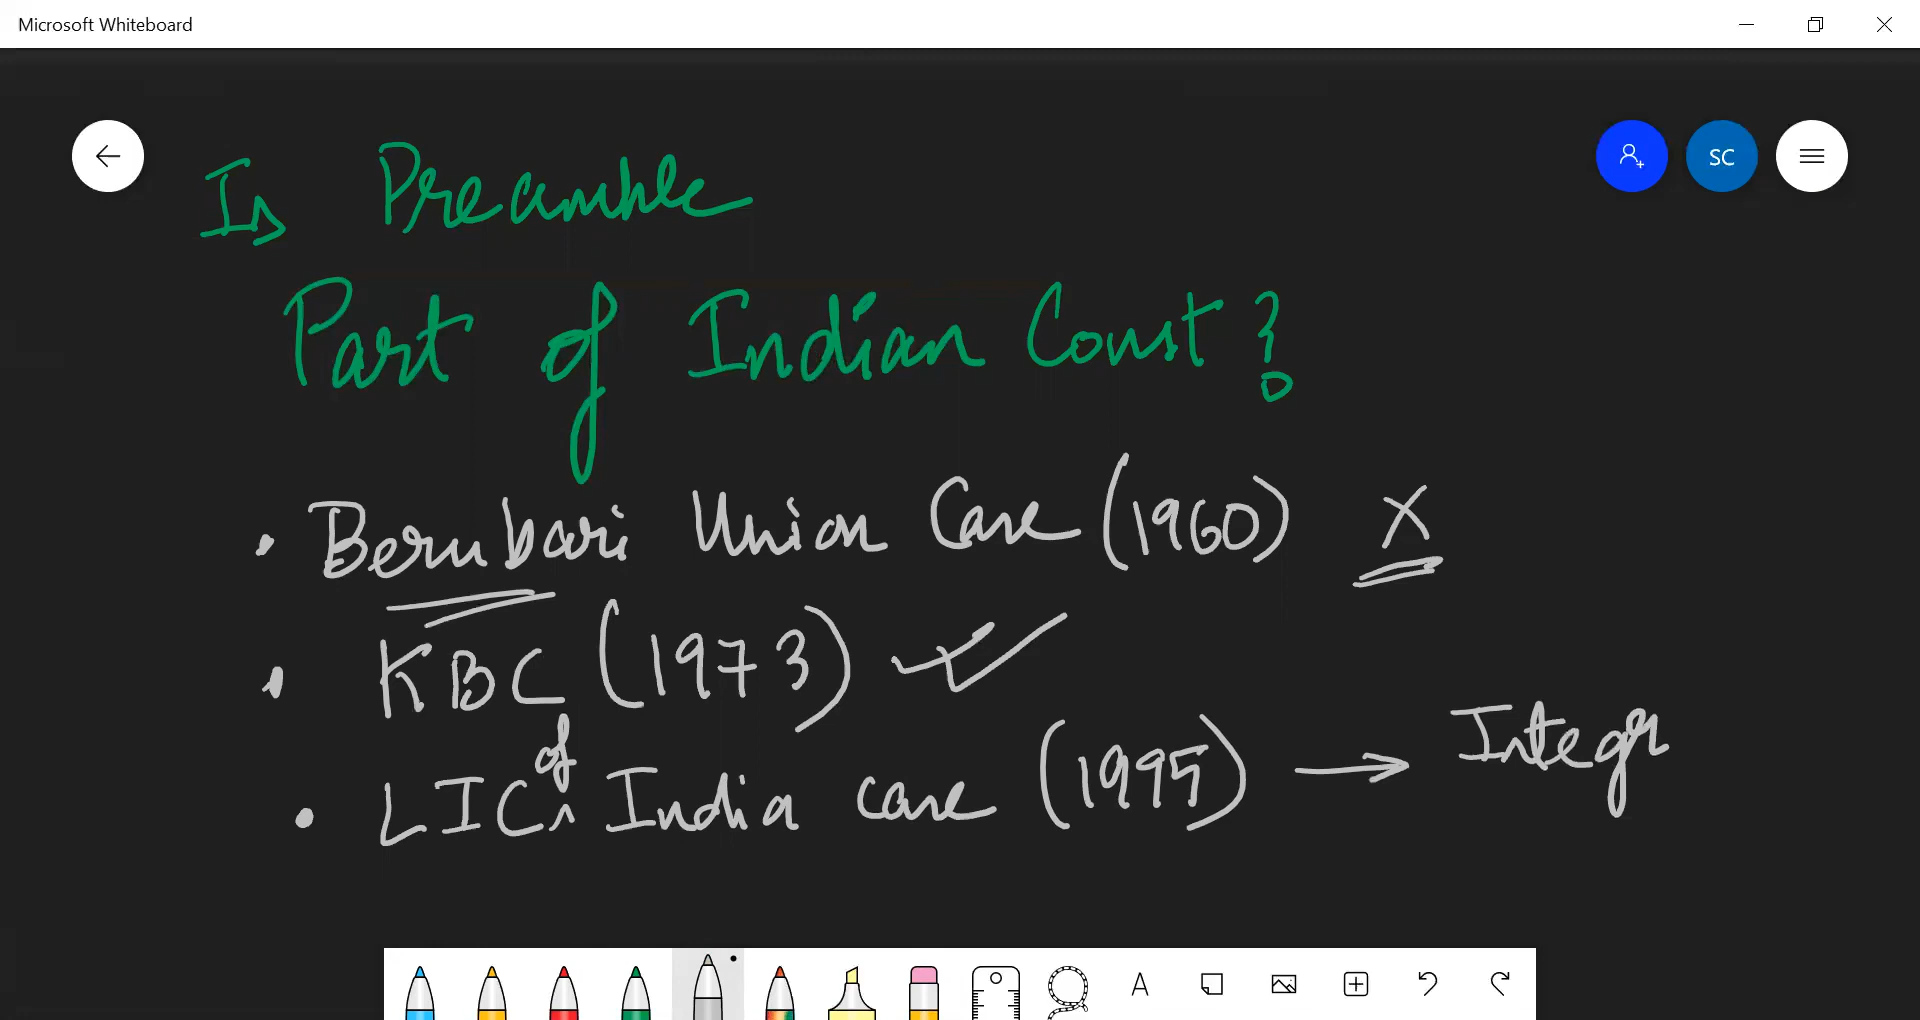 Microsoft Whiteboard
SC
Is Preamble
Part of Indian Const?
• Berubari Union Case (1960) X
• KBC (1973) ✓
• LIC of India case (1995) → Integr
A